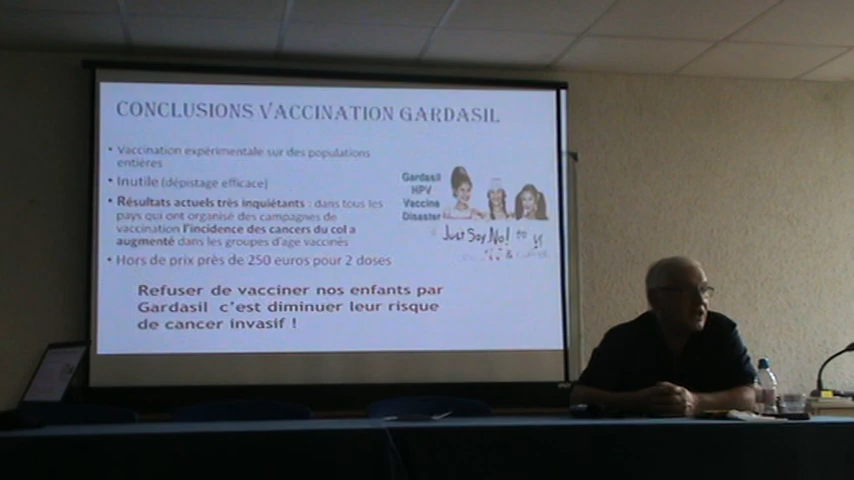 CONCLUSIONS VACCINATION GARDASIL
• Vaccination expérimentale sur des populations
entières
• Inutile (dépistage efficace)
• Résultats actuels très inquiétants : dans tous les
pays qui ont organisé des campagnes de
vaccination l'incidence des cancers du col a
augmenté dans les groupes d'age vaccinés
• Hors de prix près de 250 euros pour 2 doses
Refuser de vacciner nos enfants par
Gardasil c'est diminuer leur risque
de cancer invasif !
Gardasil
HPV
Vaccine
Disaster
Just Say No! to